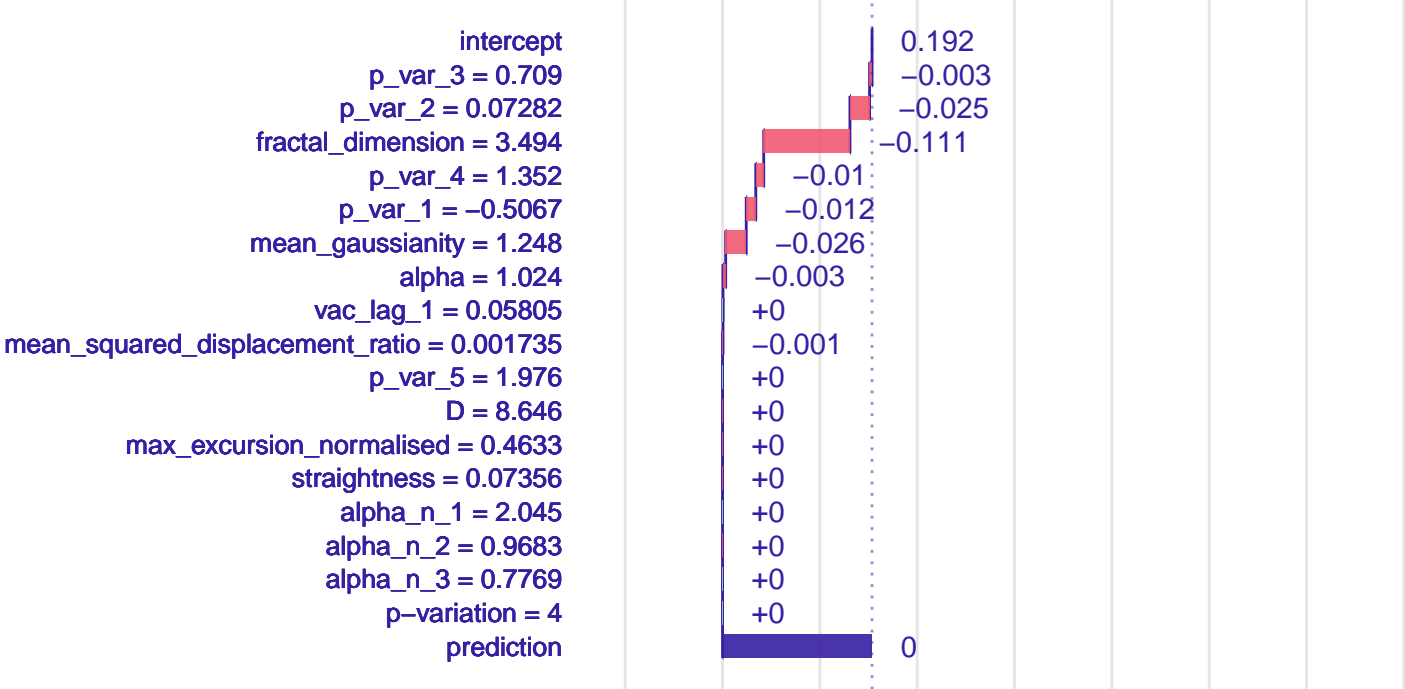 intercept 0.192
p_var_3 = 0.709 −0.003
p_var_2 = 0.07282 −0.025
fractal_dimension = 3.494 −0.111
p_var_4 = 1.352 −0.01
p_var_1 = −0.5067 −0.012
mean_gaussianity = 1.248 −0.026
alpha = 1.024 −0.003
vac_lag_1 = 0.05805 +0
mean_squared_displacement_ratio = 0.001735 −0.001
p_var_5 = 1.976 +0
D = 8.646 +0
max_excursion_normalised = 0.4633 +0
straightness = 0.07356 +0
alpha_n_1 = 2.045 +0
alpha_n_2 = 0.9683 +0
alpha_n_3 = 0.7769 +0
p−variation = 4 +0
prediction 0